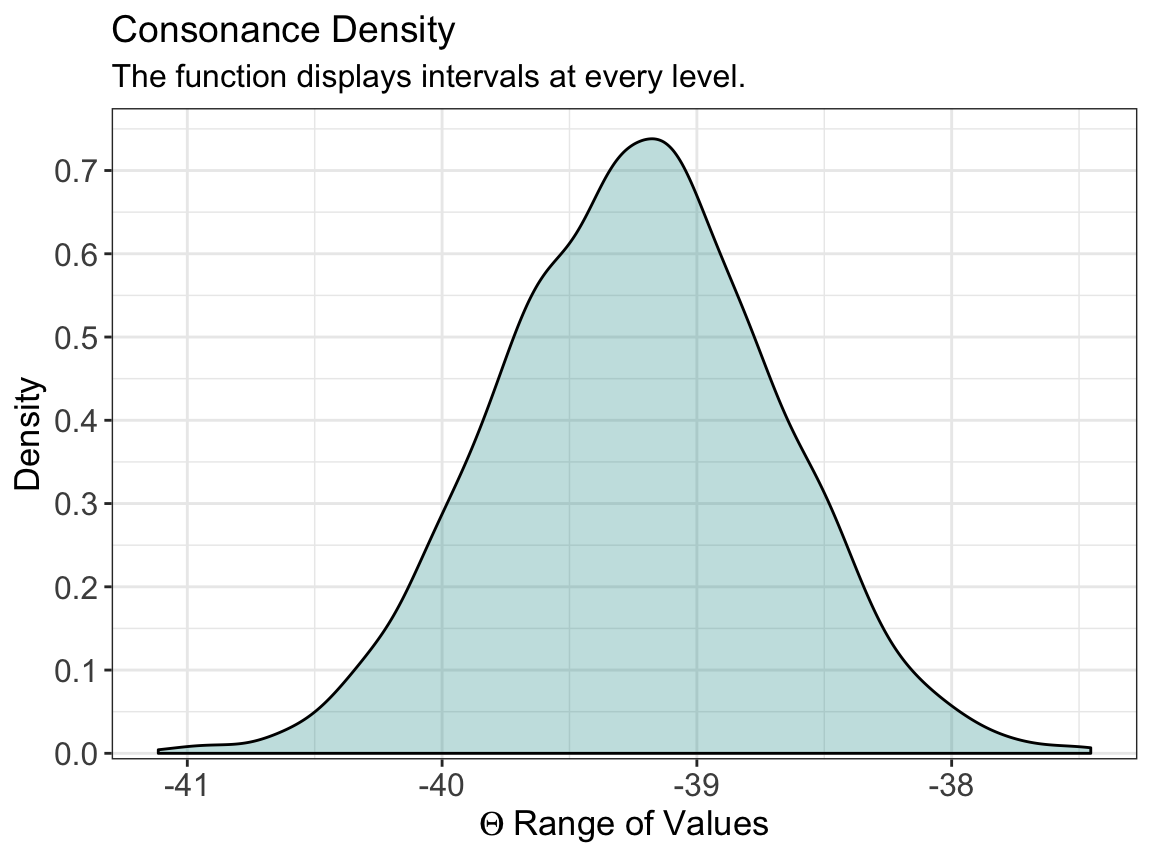 Consonance Density
The function displays intervals at every level.
0.7
0.6
0.5
0.4
0.3
0.2
0.1
0.0
Density
-41 -40 -39 -38
Θ Range of Values